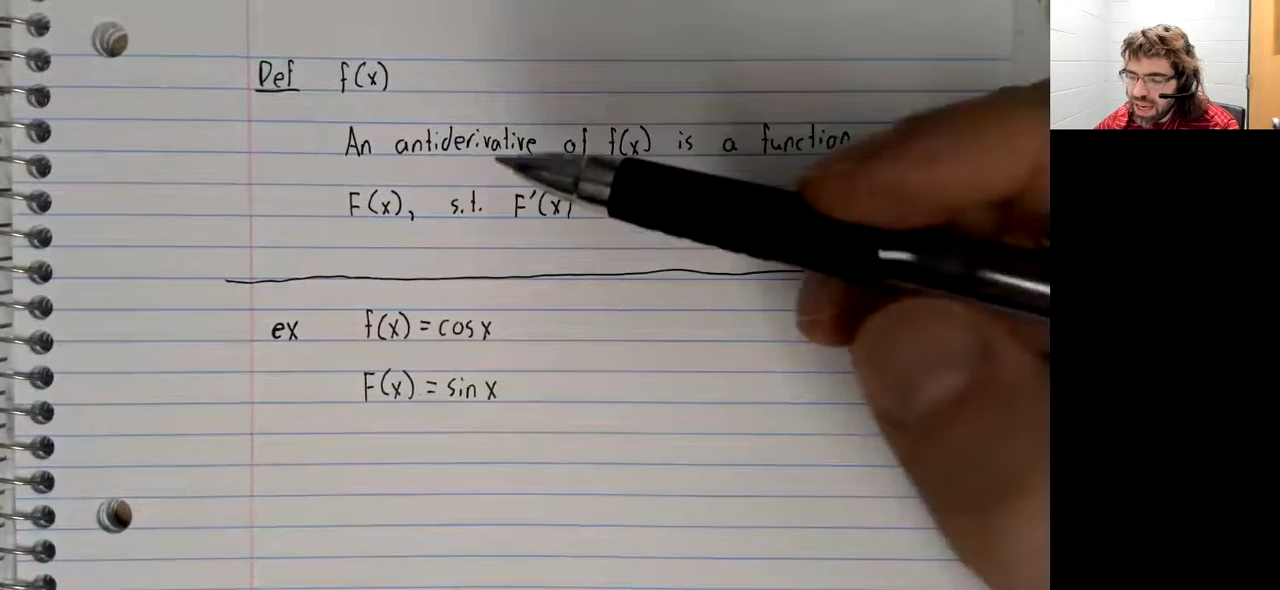 Def f(x)
An antiderivative of f(x) is a function
F(x), s.t. F'(x)
ex f(x) = cos x
F(x) = sin x